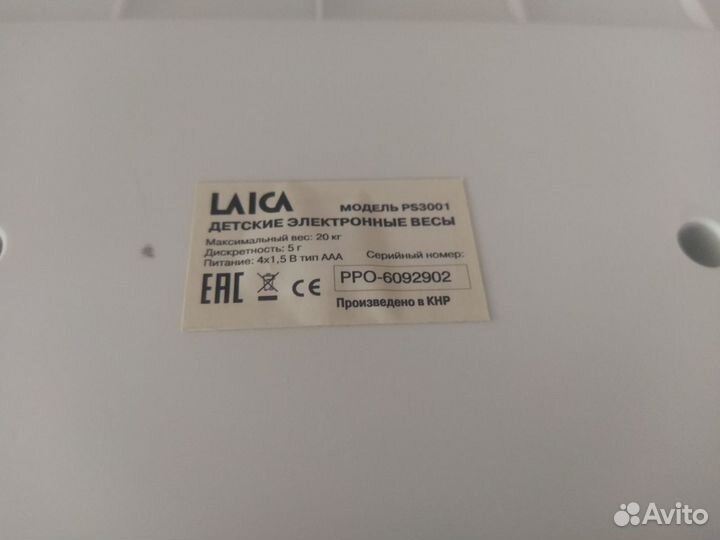 LAICA
МОДЕЛЬ PS3001
ДЕТСКИЕ ЭЛЕКТРОННЫЕ ВЕСЫ
Максимальный вес: 20 кг
Дискретность: 5 г
Питание: 4х1,5 В тип ААА
Серийный номер:
PPO-6092902
EAC CE
Произведено в КНР
Avito